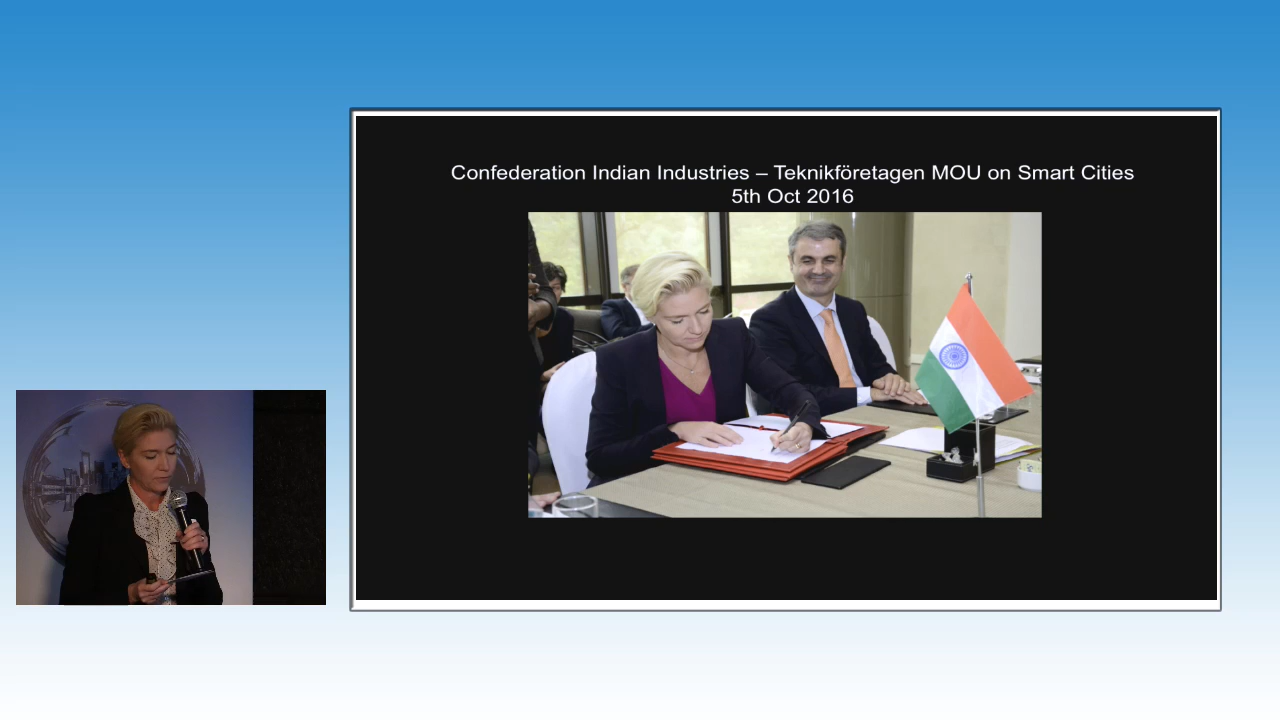 Confederation Indian Industries – Teknikföretagen MOU on Smart Cities
5th Oct 2016